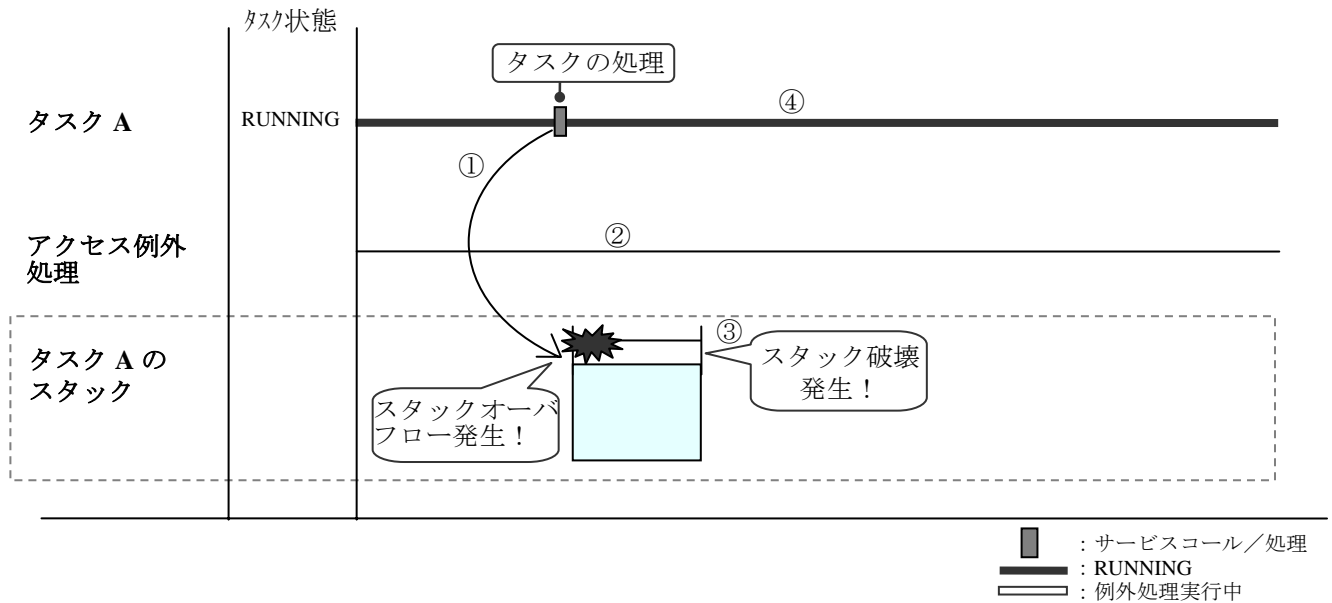 ﾀｽｸ状態
タスクの処理
タスク A
RUNNING
④
①
アクセス例外
処理
②
③
タスク A の
スタック
スタック破壊
発生！
スタックオーバ
フロー発生！
：サービスコール／処理
：RUNNING
：例外処理実行中